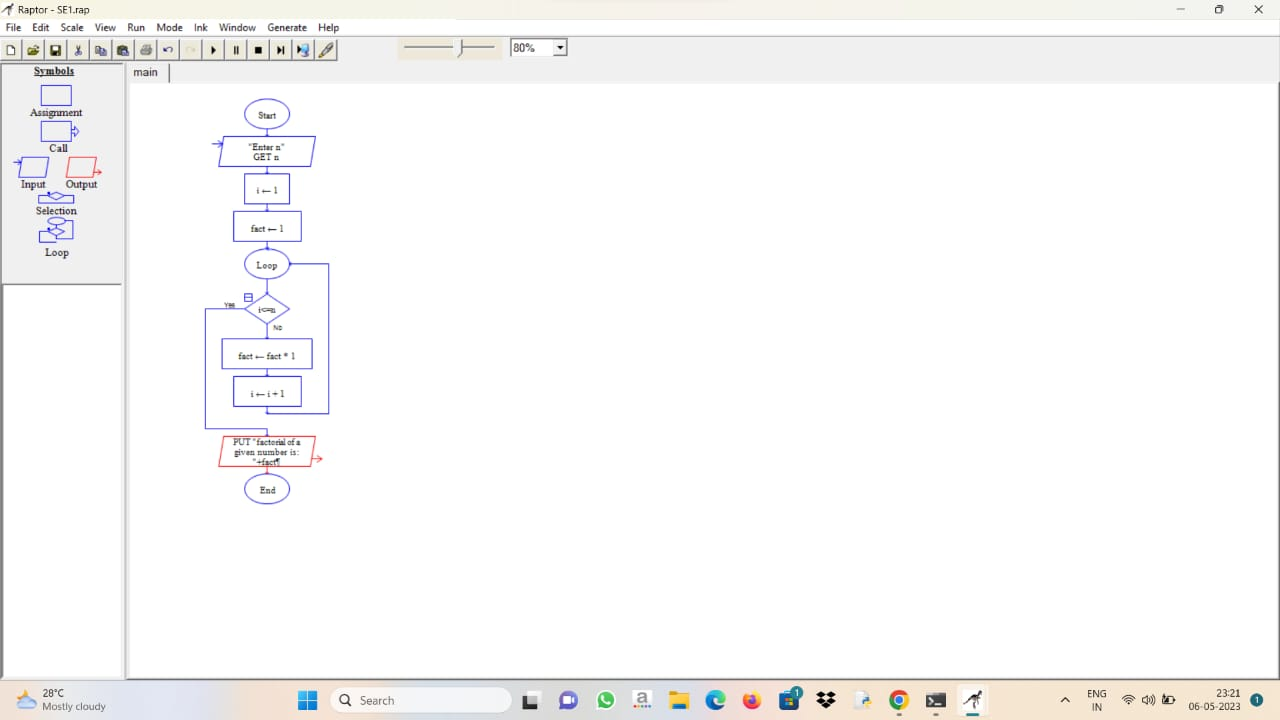 Raptor - SE1.rap
File Edit Scale View Run Mode Ink Window Generate Help
80%
Symbols
Assignment
Call
Input Output
Selection
Loop
main
Start
"Enter n"
GET n
i ← 1
fact ← 1
Loop
Yes
i<=n
No
fact ← fact * 1
i ← i + 1
PUT "factorial of a
given number is:
"+fact¶
End
28°C
Mostly cloudy
Search
a
1
ENG
IN
23:21
06-05-2023
1